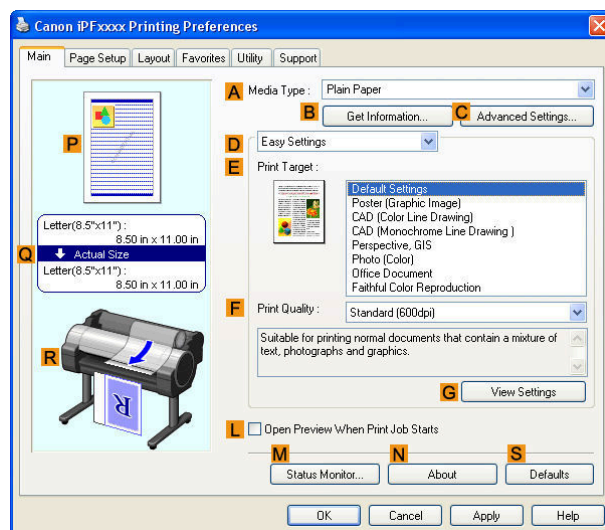 Canon iPFxxxx Printing Preferences
Main Page Setup Layout Favorites Utility Support
A Media Type : Plain Paper
B C
Get Information... Advanced Settings...
P
D Easy Settings
E Print Target :
Default Settings
Poster (Graphic Image)
CAD (Color Line Drawing)
CAD (Monochrome Line Drawing )
Perspective, GIS
Photo (Color)
Office Document
Faithful Color Reproduction
Letter(8.5"x11") :
8.50 in x 11.00 in
Q Actual Size
Letter(8.5"x11") :
8.50 in x 11.00 in
F Print Quality : Standard (600dpi)
Suitable for printing normal documents that contain a mixture of
text, photographs and graphics.
R
R
G View Settings
L Open Preview When Print Job Starts
M N S
Status Monitor... About Defaults
OK Cancel Apply Help